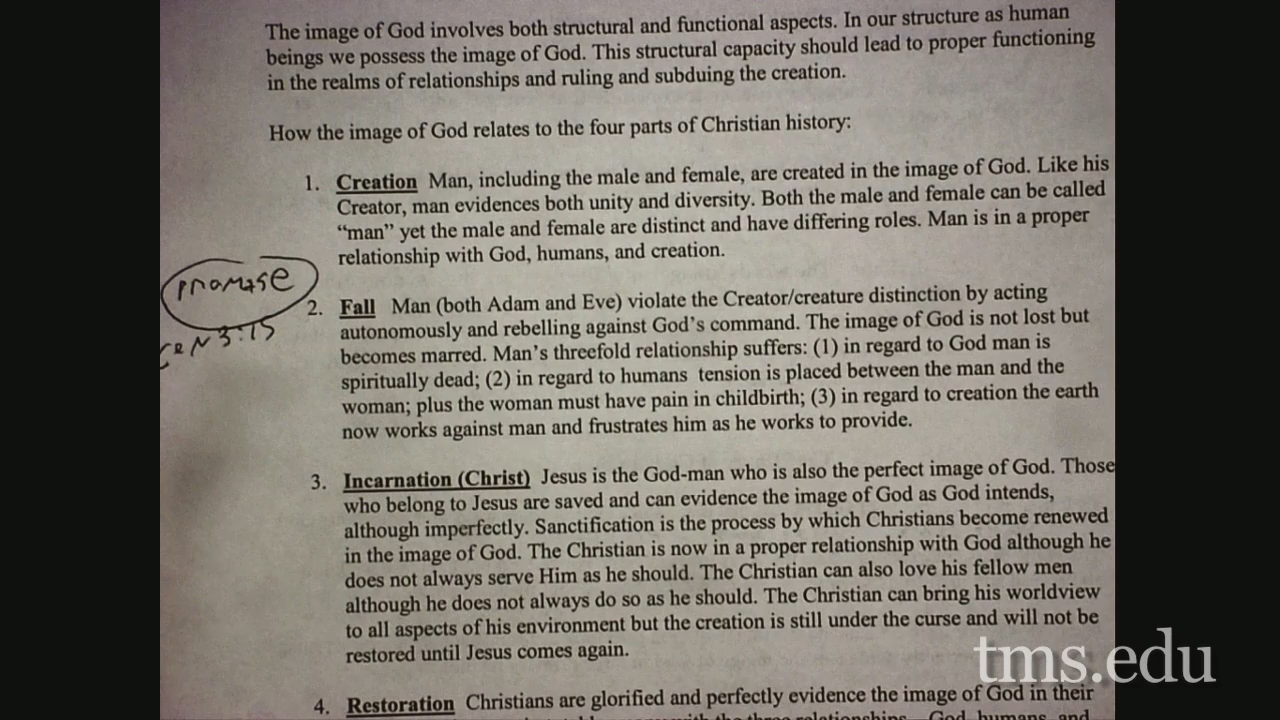 The image of God involves both structural and functional aspects. In our structure as human
beings we possess the image of God. This structural capacity should lead to proper functioning
in the realms of relationships and ruling and subduing the creation.
How the image of God relates to the four parts of Christian history:
1. Creation Man, including the male and female, are created in the image of God. Like his
Creator, man evidences both unity and diversity. Both the male and female can be called
“man” yet the male and female are distinct and have differing roles. Man is in a proper
relationship with God, humans, and creation.
promise
Gen 3:15
2. Fall Man (both Adam and Eve) violate the Creator/creature distinction by acting
autonomously and rebelling against God’s command. The image of God is not lost but
becomes marred. Man’s threefold relationship suffers: (1) in regard to God man is
spiritually dead; (2) in regard to humans tension is placed between the man and the
woman; plus the woman must have pain in childbirth; (3) in regard to creation the earth
now works against man and frustrates him as he works to provide.
3. Incarnation (Christ) Jesus is the God-man who is also the perfect image of God. Those
who belong to Jesus are saved and can evidence the image of God as God intends,
although imperfectly. Sanctification is the process by which Christians become renewed
in the image of God. The Christian is now in a proper relationship with God although he
does not always serve Him as he should. The Christian can also love his fellow men
although he does not always do so as he should. The Christian can bring his worldview
to all aspects of his environment but the creation is still under the curse and will not be
restored until Jesus comes again.
4. Restoration Christians are glorified and perfectly evidence the image of God in their
with the three relationships God, humans, and
tms.edu